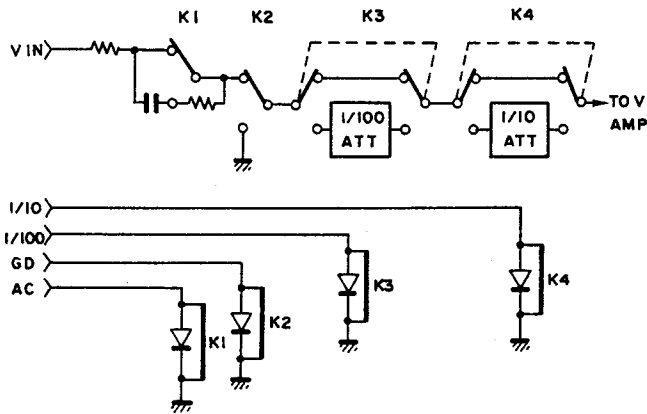 K1 K2 K3 K4
V IN
1/100
ATT
1/10
ATT
TO V
AMP
1/10
1/100
GD
AC
K1
K2
K3
K4